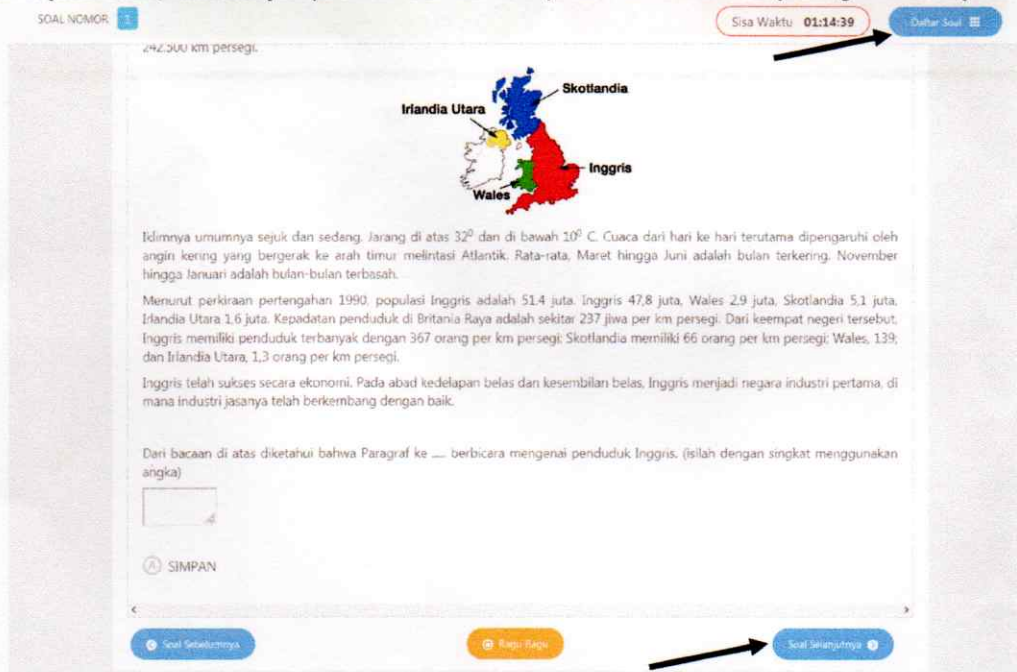 SOAL NOMOR 1
Sisa Waktu 01:14:39
Daftar Soal
242.500 km persegi.
Skotlandia
Irlandia Utara
Inggris
Wales
Iklimnya umumnya sejuk dan sedang. Jarang di atas 32⁰ dan di bawah 10⁰ C. Cuaca dari hari ke hari terutama dipengaruhi oleh
angin kering yang bergerak ke arah timur melintasi Atlantik. Rata-rata, Maret hingga Juni adalah bulan terkering. November
hingga Januari adalah bulan-bulan terbasah.
Menurut perkiraan pertengahan 1990, populasi Inggris adalah 51.4 juta. Inggris 47,8 juta, Wales 2,9 juta, Skotlandia 5,1 juta,
Irlandia Utara 1,6 juta. Kepadatan penduduk di Britania Raya adalah sekitar 237 jiwa per km persegi. Dari keempat negeri tersebut,
Inggris memiliki penduduk terbanyak dengan 367 orang per km persegi; Skotlandia memiliki 66 orang per km persegi; Wales, 139;
dan Irlandia Utara, 1,3 orang per km persegi.
Inggris telah sukses secara ekonomi. Pada abad kedelapan belas dan kesembilan belas, Inggris menjadi negara industri pertama, di
mana industri jasanya telah berkembang dengan baik.
Dari bacaan di atas diketahui bahwa Paragraf ke .... berbicara mengenai penduduk Inggris. (isilah dengan singkat menggunakan
angka)
A SIMPAN
Soal Sebelumnya
Ragu-Ragu
Soal Selanjutnya